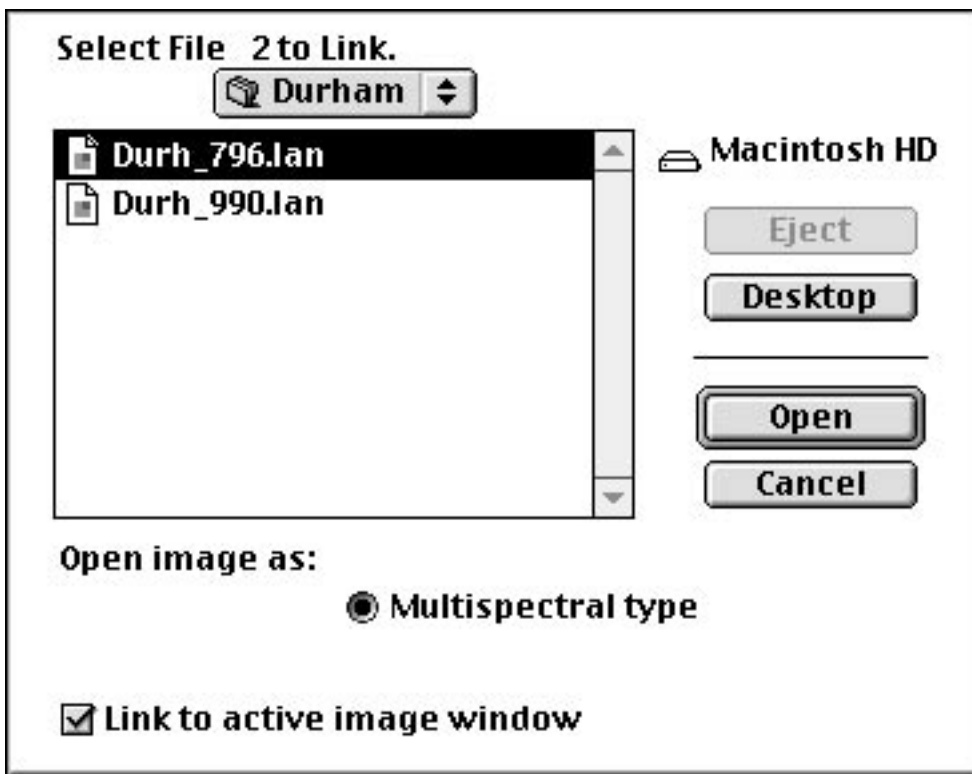 Select File 2 to Link.
Durham
Durh_796.lan
Durh_990.lan
Macintosh HD
Eject
Desktop
Open
Cancel
Open image as:
Multispectral type
Link to active image window